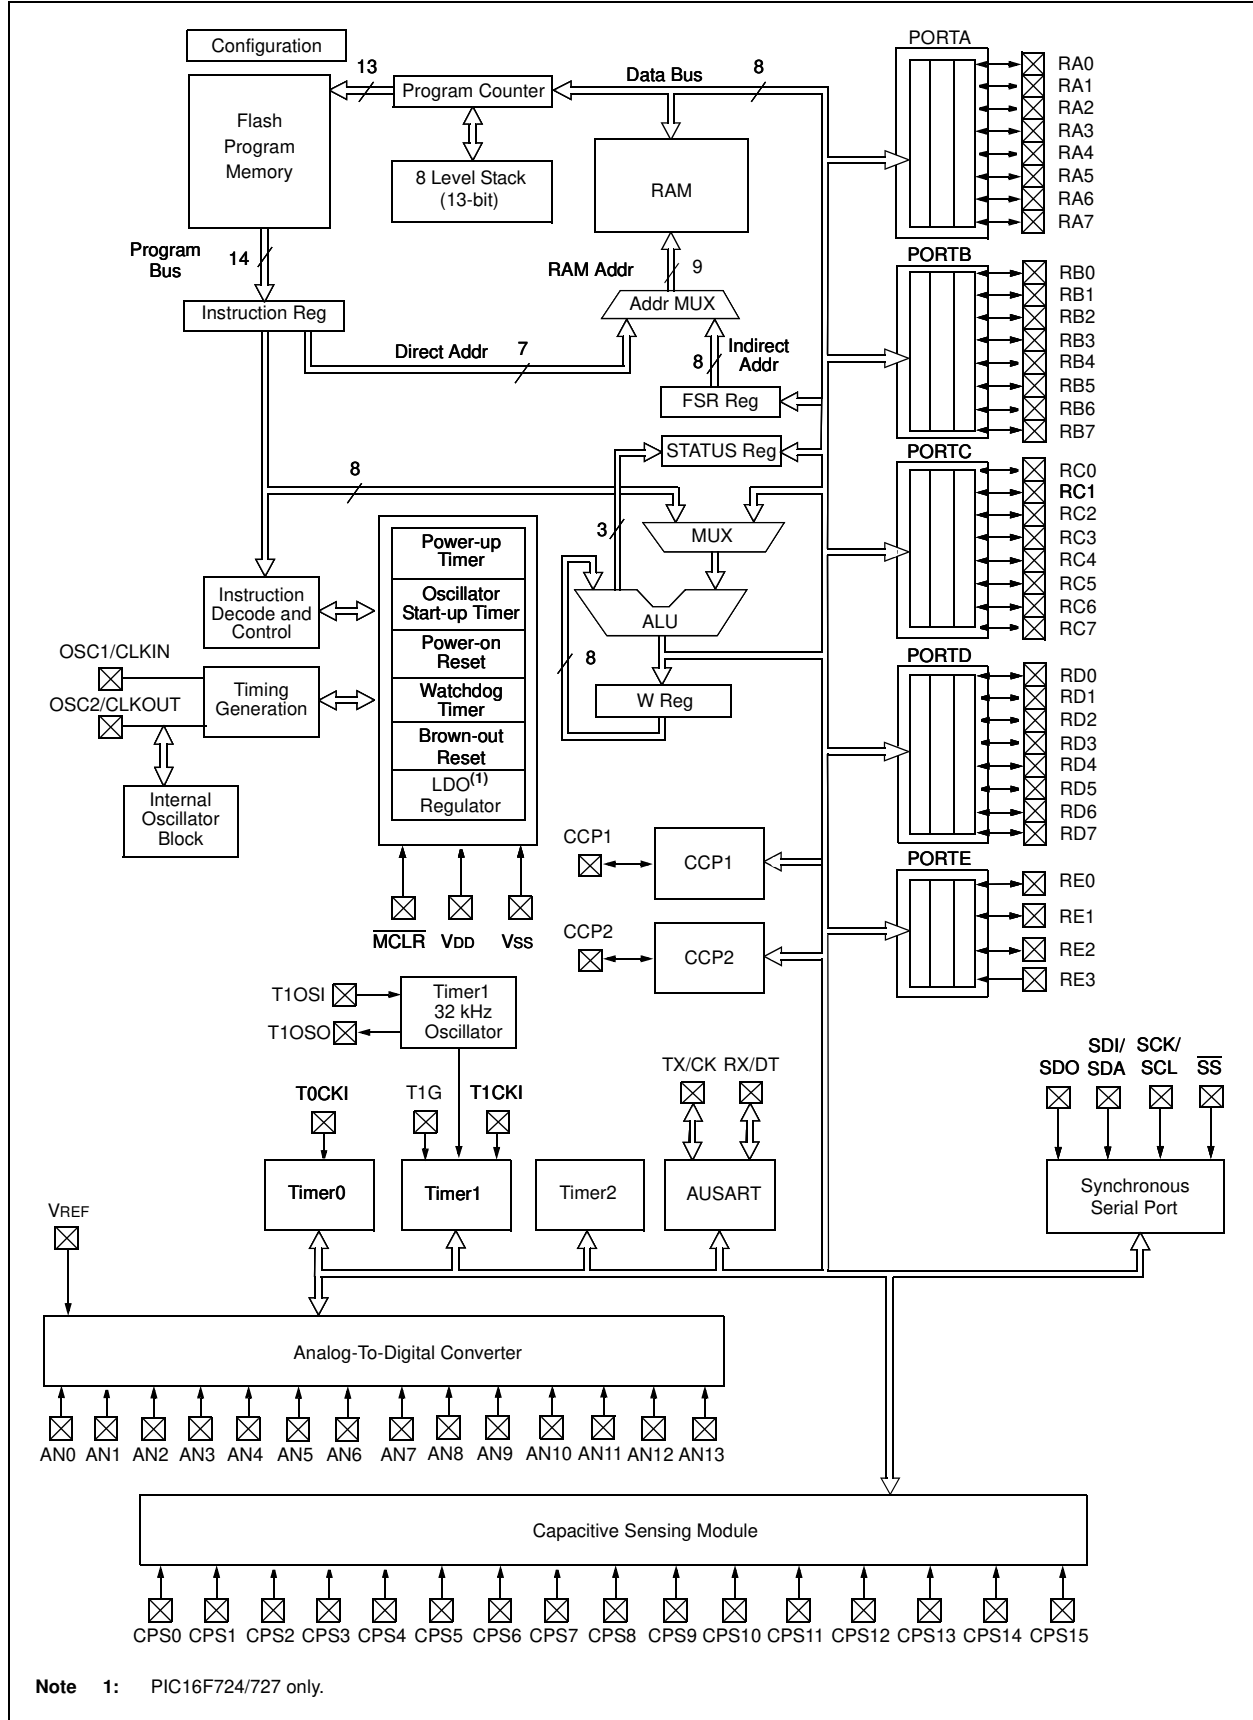 Configuration
13
Data Bus
8
PORTA
Flash
Program
Memory
Program Counter
8 Level Stack
(13-bit)
RAM
RA0
RA1
RA2
RA3
RA4
RA5
RA6
RA7
Program
Bus
14
RAM Addr
9
PORTB
Instruction Reg
Addr MUX
Direct Addr
7
8
Indirect
Addr
FSR Reg
RB0
RB1
RB2
RB3
RB4
RB5
RB6
RB7
STATUS Reg
PORTC
8
3
MUX
RC0
RC1
RC2
RC3
RC4
RC5
RC6
RC7
Power-up
Timer
Oscillator
Start-up Timer
Power-on
Reset
Watchdog
Timer
Brown-out
Reset
LDO(1)
Regulator
Instruction
Decode and
Control
ALU
8
W Reg
OSC1/CLKIN
OSC2/CLKOUT
Timing
Generation
Internal
Oscillator
Block
PORTD
RD0
RD1
RD2
RD3
RD4
RD5
RD6
RD7
CCP1
CCP1
PORTE
RE0
RE1
RE2
RE3
MCLR
VDD
VSS
CCP2
CCP2
T1OSI
T1OSO
Timer1
32 kHz
Oscillator
TX/CK
RX/DT
SDO
SDI/
SDA
SCK/
SCL
SS
T0CKI
T1G
T1CKI
Timer0
Timer1
Timer2
AUSART
Synchronous
Serial Port
VREF
Analog-To-Digital Converter
AN0
AN1
AN2
AN3
AN4
AN5
AN6
AN7
AN8
AN9
AN10
AN11
AN12
AN13
Capacitive Sensing Module
CPS0
CPS1
CPS2
CPS3
CPS4
CPS5
CPS6
CPS7
CPS8
CPS9
CPS10
CPS11
CPS12
CPS13
CPS14
CPS15
Note 1: PIC16F724/727 only.